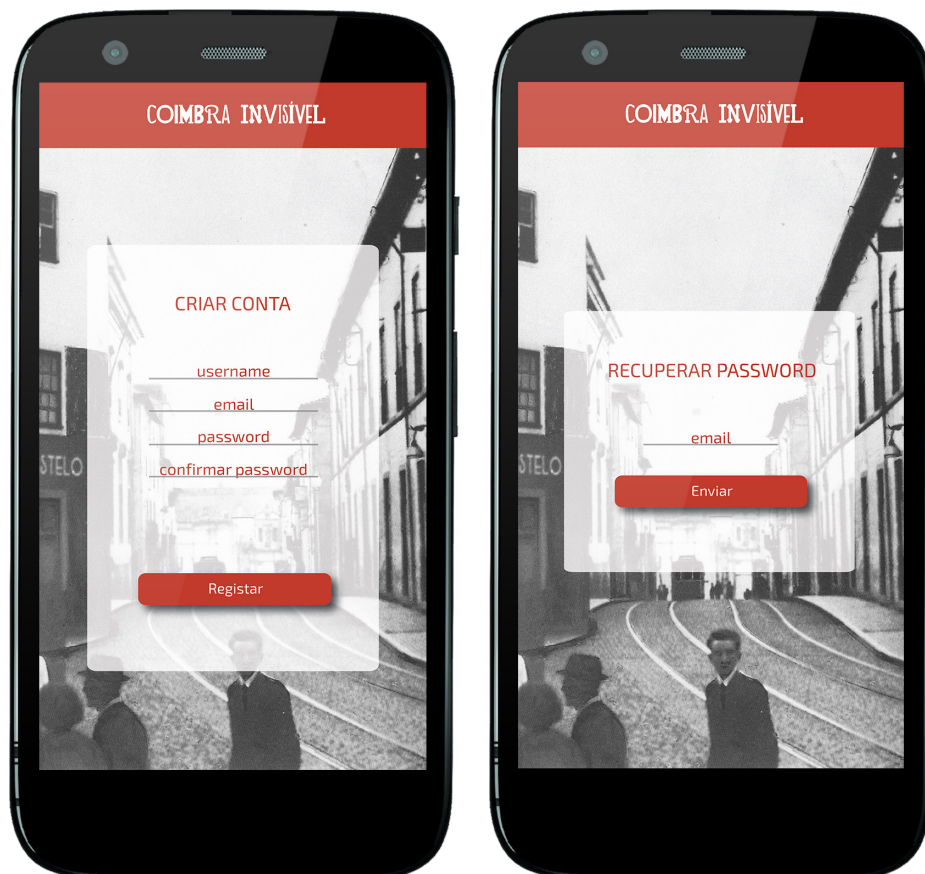 COIMBRA INVISÍVEL
CRIAR CONTA
username
email
password
confirmar password
Registar
STELO
COIMBRA INVISÍVEL
RECUPERAR PASSWORD
email
Enviar
STELO